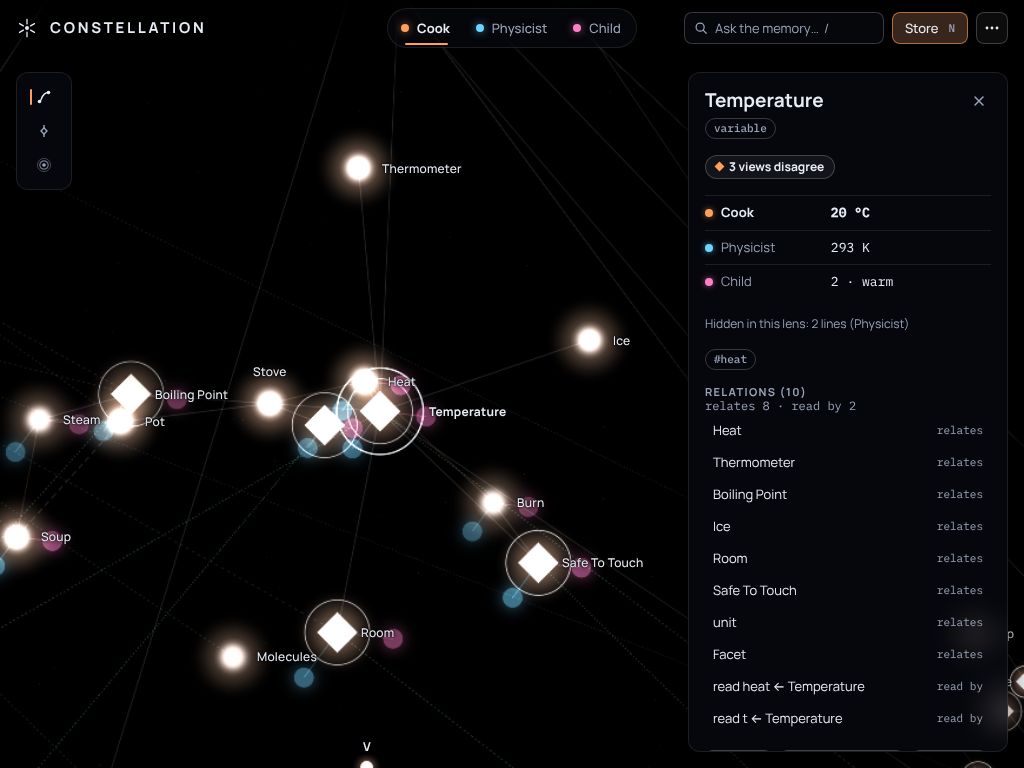 CONSTELLATION
Cook
Physicist
Child
Ask the memory... /
Store N
Thermometer
Ice
Stove
Heat
Boiling Point
Steam
Pot
Temperature
Burn
Soup
Safe To Touch
Room
Molecules
V
Temperature
variable
3 views disagree
Cook 20 °C
Physicist 293 K
Child 2 · warm
Hidden in this lens: 2 lines (Physicist)
#heat
RELATIONS (10)
relates 8 · read by 2
Heat relates
Thermometer relates
Boiling Point relates
Ice relates
Room relates
Safe To Touch relates
unit relates
Facet relates
read heat ← Temperature read by
read t ← Temperature read by